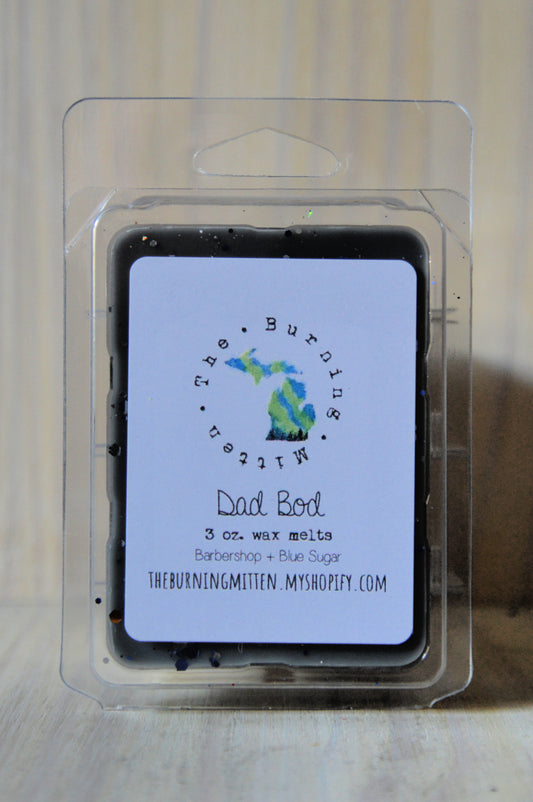 The • Burning • Mitten •
Dad Bod
3 oz. wax melts
Barbershop + Blue Sugar
THEBURNINGMITTEN.MYSHOPIFY.COM